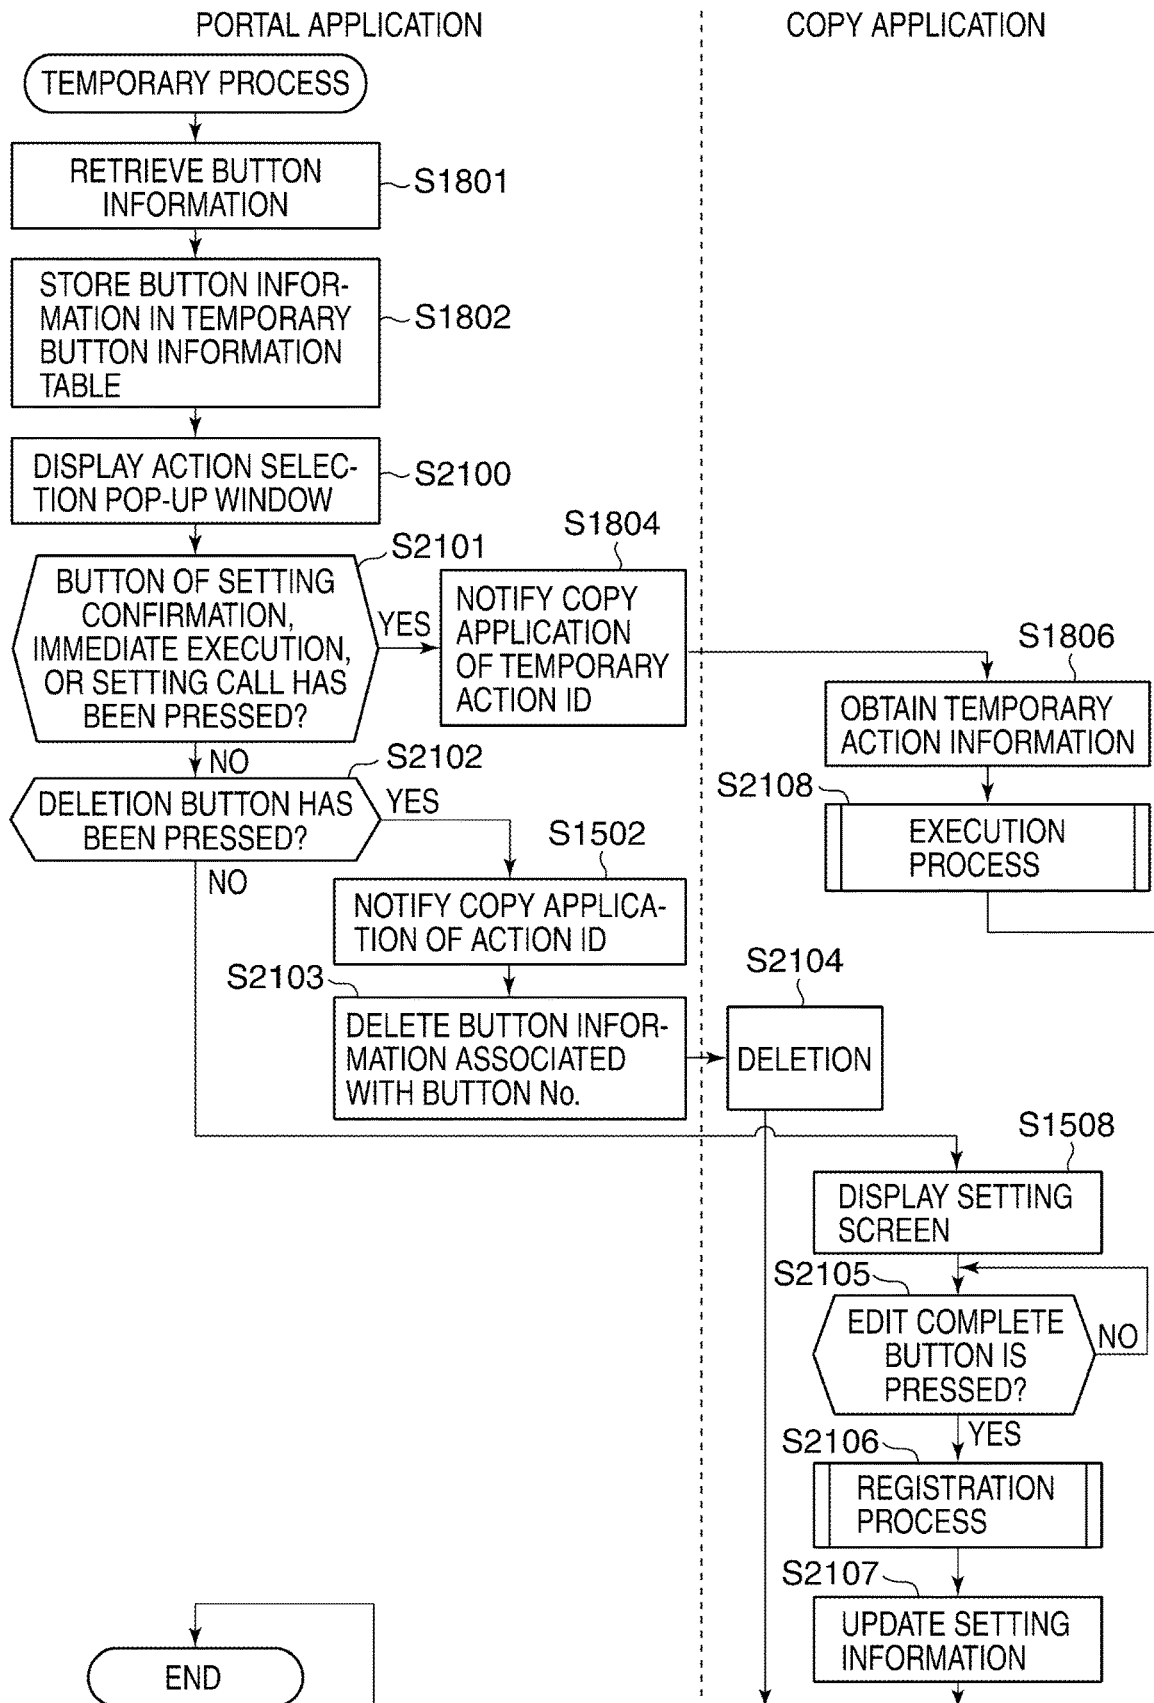 PORTAL APPLICATION
COPY APPLICATION
TEMPORARY PROCESS
RETRIEVE BUTTON
INFORMATION
S1801
STORE BUTTON INFOR-
MATION IN TEMPORARY
BUTTON INFORMATION
TABLE
S1802
DISPLAY ACTION SELEC-
TION POP-UP WINDOW
S2100
S2101
BUTTON OF SETTING
CONFIRMATION,
IMMEDIATE EXECUTION,
OR SETTING CALL HAS
BEEN PRESSED?
YES
S1804
NOTIFY COPY
APPLICATION
OF TEMPORARY
ACTION ID
S1806
OBTAIN TEMPORARY
ACTION INFORMATION
S2108
EXECUTION
PROCESS
NO
S2102
DELETION BUTTON HAS
BEEN PRESSED?
YES
NO
S1502
NOTIFY COPY APPLICA-
TION OF ACTION ID
S2103
DELETE BUTTON INFOR-
MATION ASSOCIATED
WITH BUTTON No.
S2104
DELETION
S1508
DISPLAY SETTING
SCREEN
S2105
EDIT COMPLETE
BUTTON IS
PRESSED?
NO
YES
S2106
REGISTRATION
PROCESS
S2107
UPDATE SETTING
INFORMATION
END